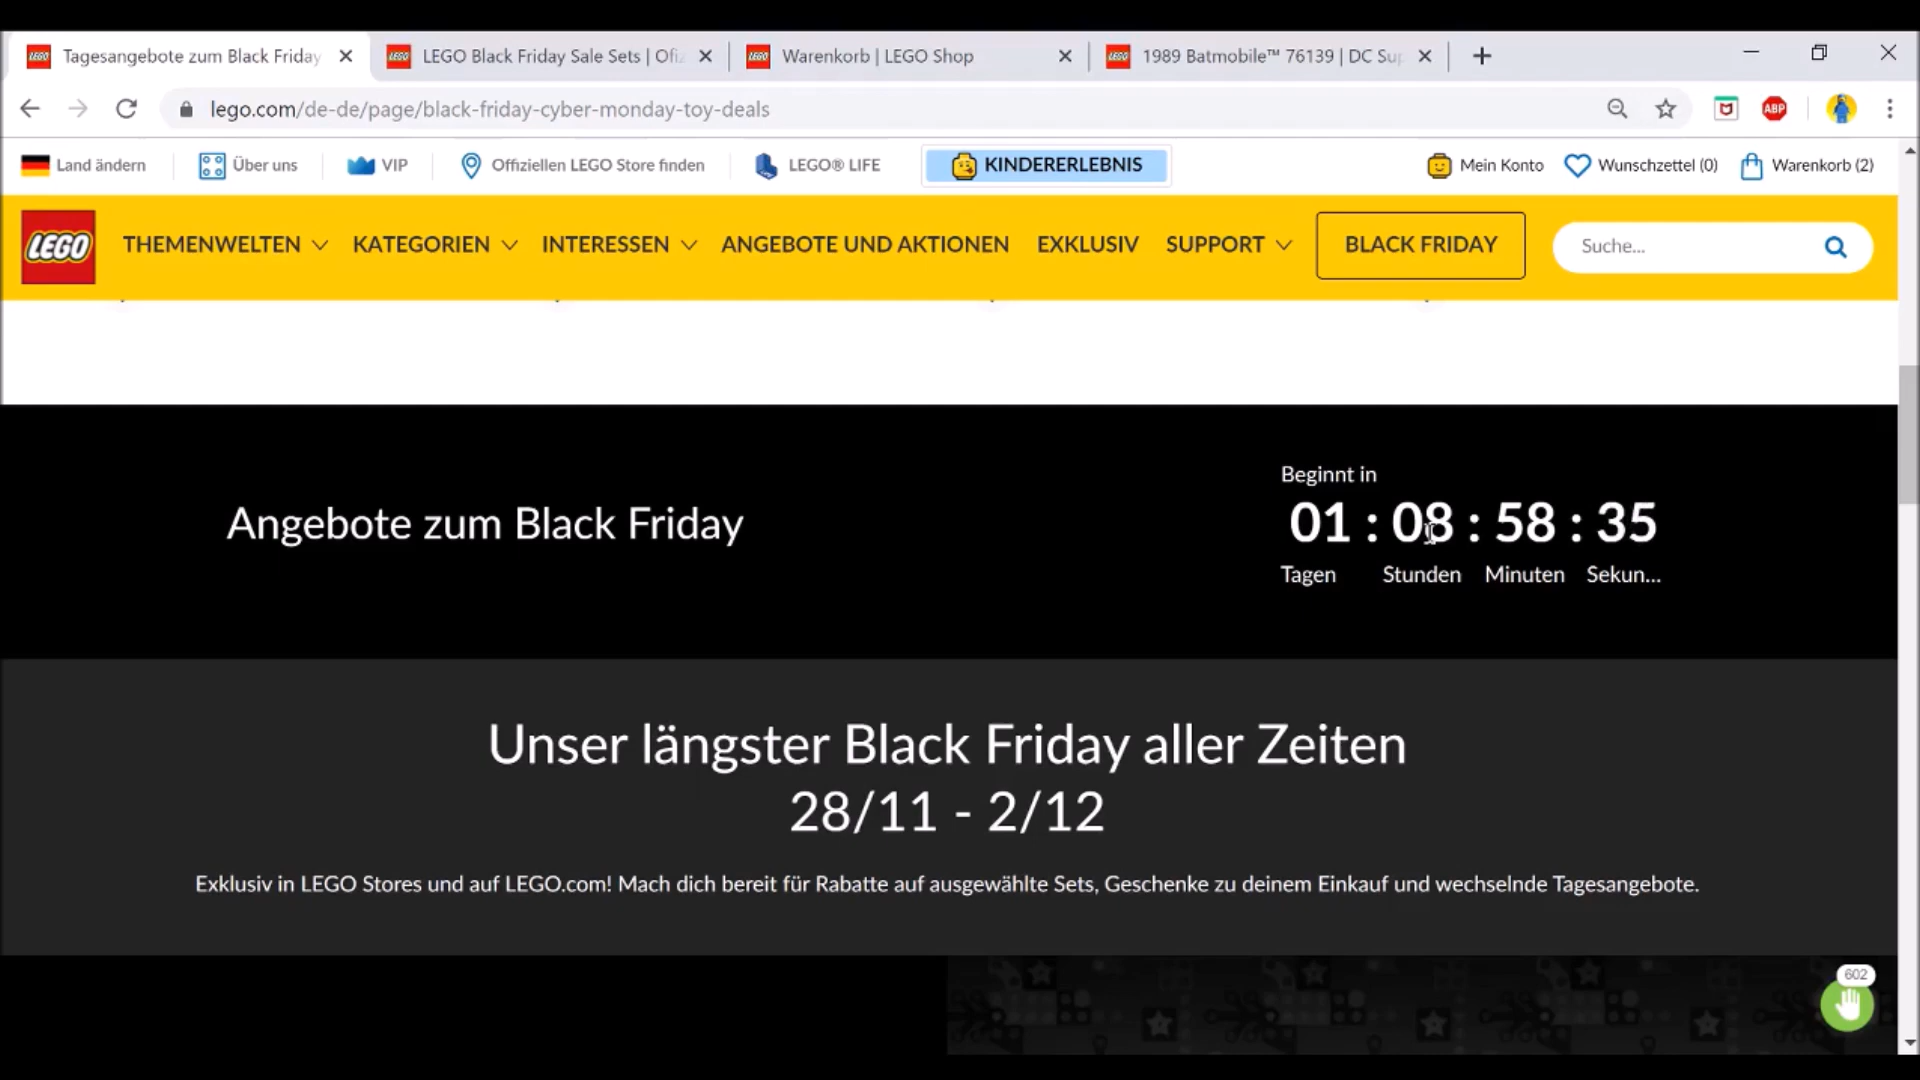 Tagesangebote zum Black Friday
LEGO Black Friday Sale Sets | Ofiz
Warenkorb | LEGO Shop
1989 Batmobile™ 76139 | DC Sup
lego.com/de-de/page/black-friday-cyber-monday-toy-deals
ABP
Land ändern
Über uns
VIP
Offiziellen LEGO Store finden
LEGO® LIFE
KINDERERLEBNIS
Mein Konto
Wunschzettel (0)
Warenkorb (2)
LEGO
THEMENWELTEN
KATEGORIEN
INTERESSEN
ANGEBOTE UND AKTIONEN
EXKLUSIV
SUPPORT
BLACK FRIDAY
Suche...
Angebote zum Black Friday
Beginnt in
01 : 08 : 58 : 35
Tagen Stunden Minuten Sekun...
Unser längster Black Friday aller Zeiten
28/11 - 2/12
Exklusiv in LEGO Stores und auf LEGO.com! Mach dich bereit für Rabatte auf ausgewählte Sets, Geschenke zu deinem Einkauf und wechselnde Tagesangebote.
602